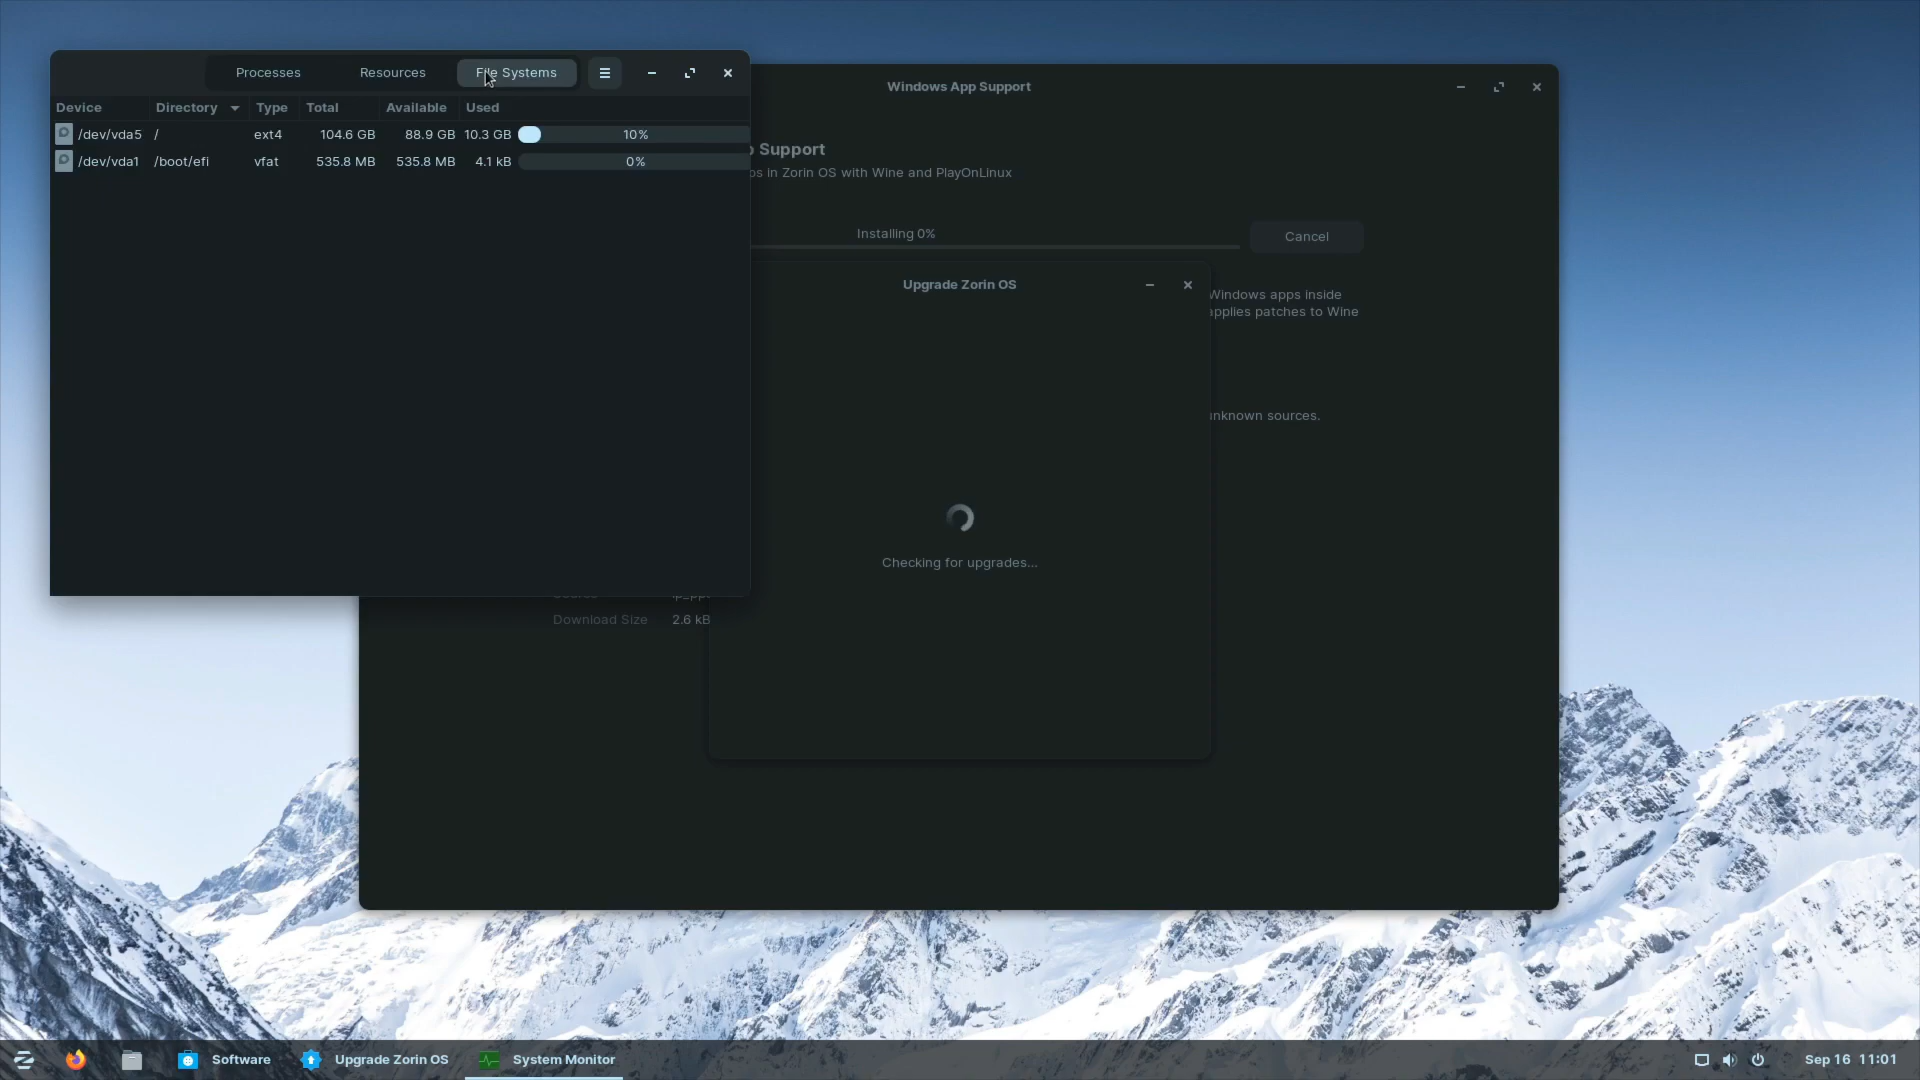 Processes Resources File Systems
Device Directory Type Total Available Used
/dev/vda5 / ext4 104.6 GB 88.9 GB 10.3 GB 10%
/dev/vda1 /boot/efi vfat 535.8 MB 535.8 MB 4.1 kB 0%
Windows App Support
Support
in Zorin OS with Wine and PlayOnLinux
Installing 0%
Cancel
Windows apps inside
applies patches to Wine
unknown sources.
Upgrade Zorin OS
Checking for upgrades...
Download Size 2.6 kB
Software Upgrade Zorin OS System Monitor Sep 16 11:01